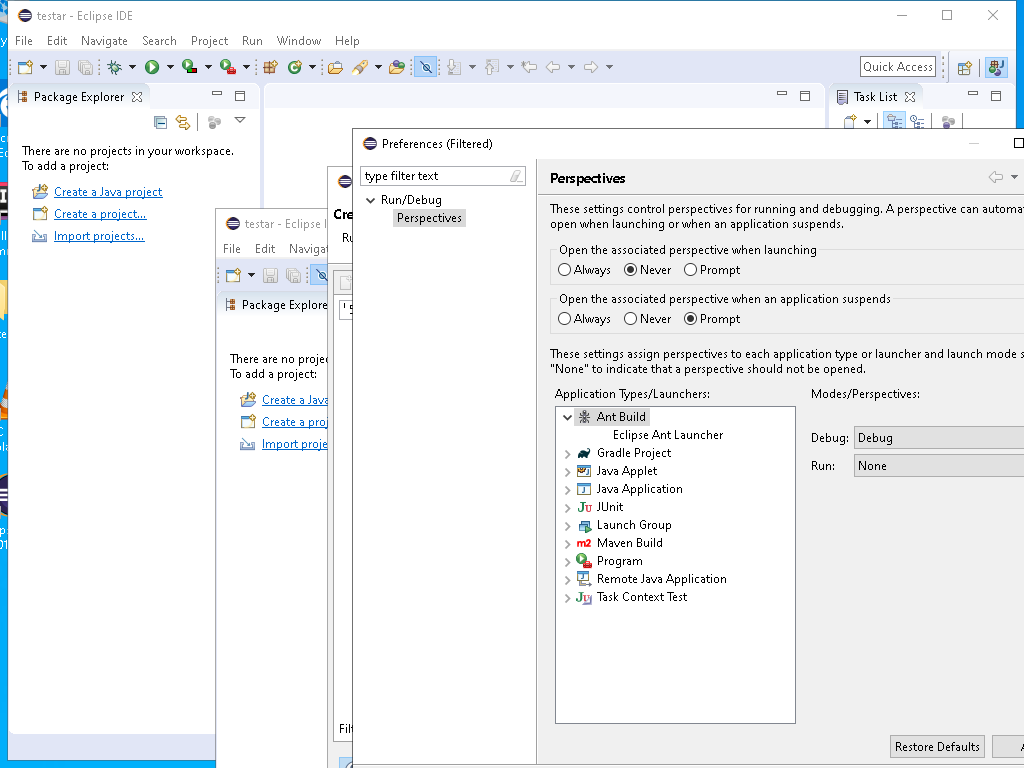 testar - Eclipse IDE
File Edit Navigate Search Project Run Window Help
Quick Access
Package Explorer
Task List
There are no projects in your workspace.
To add a project:
Create a Java project
Create a project...
Import projects...
testar - Eclipse I
File Edit Navigat
Package Explore
There are no projec
To add a project:
Create a Java
Create a proj
Import proje
Cre
Ru
Filt
Preferences (Filtered)
type filter text
Run/Debug
Perspectives
Perspectives
These settings control perspectives for running and debugging. A perspective can automa
open when launching or when an application suspends.
Open the associated perspective when launching
Always Never Prompt
Open the associated perspective when an application suspends
Always Never Prompt
These settings assign perspectives to each application type or launcher and launch mode s
"None" to indicate that a perspective should not be opened.
Application Types/Launchers:
Modes/Perspectives:
Ant Build
Eclipse Ant Launcher
Gradle Project
Java Applet
Java Application
JUnit
Launch Group
Maven Build
Program
Remote Java Application
Task Context Test
Debug: Debug
Run: None
Restore Defaults